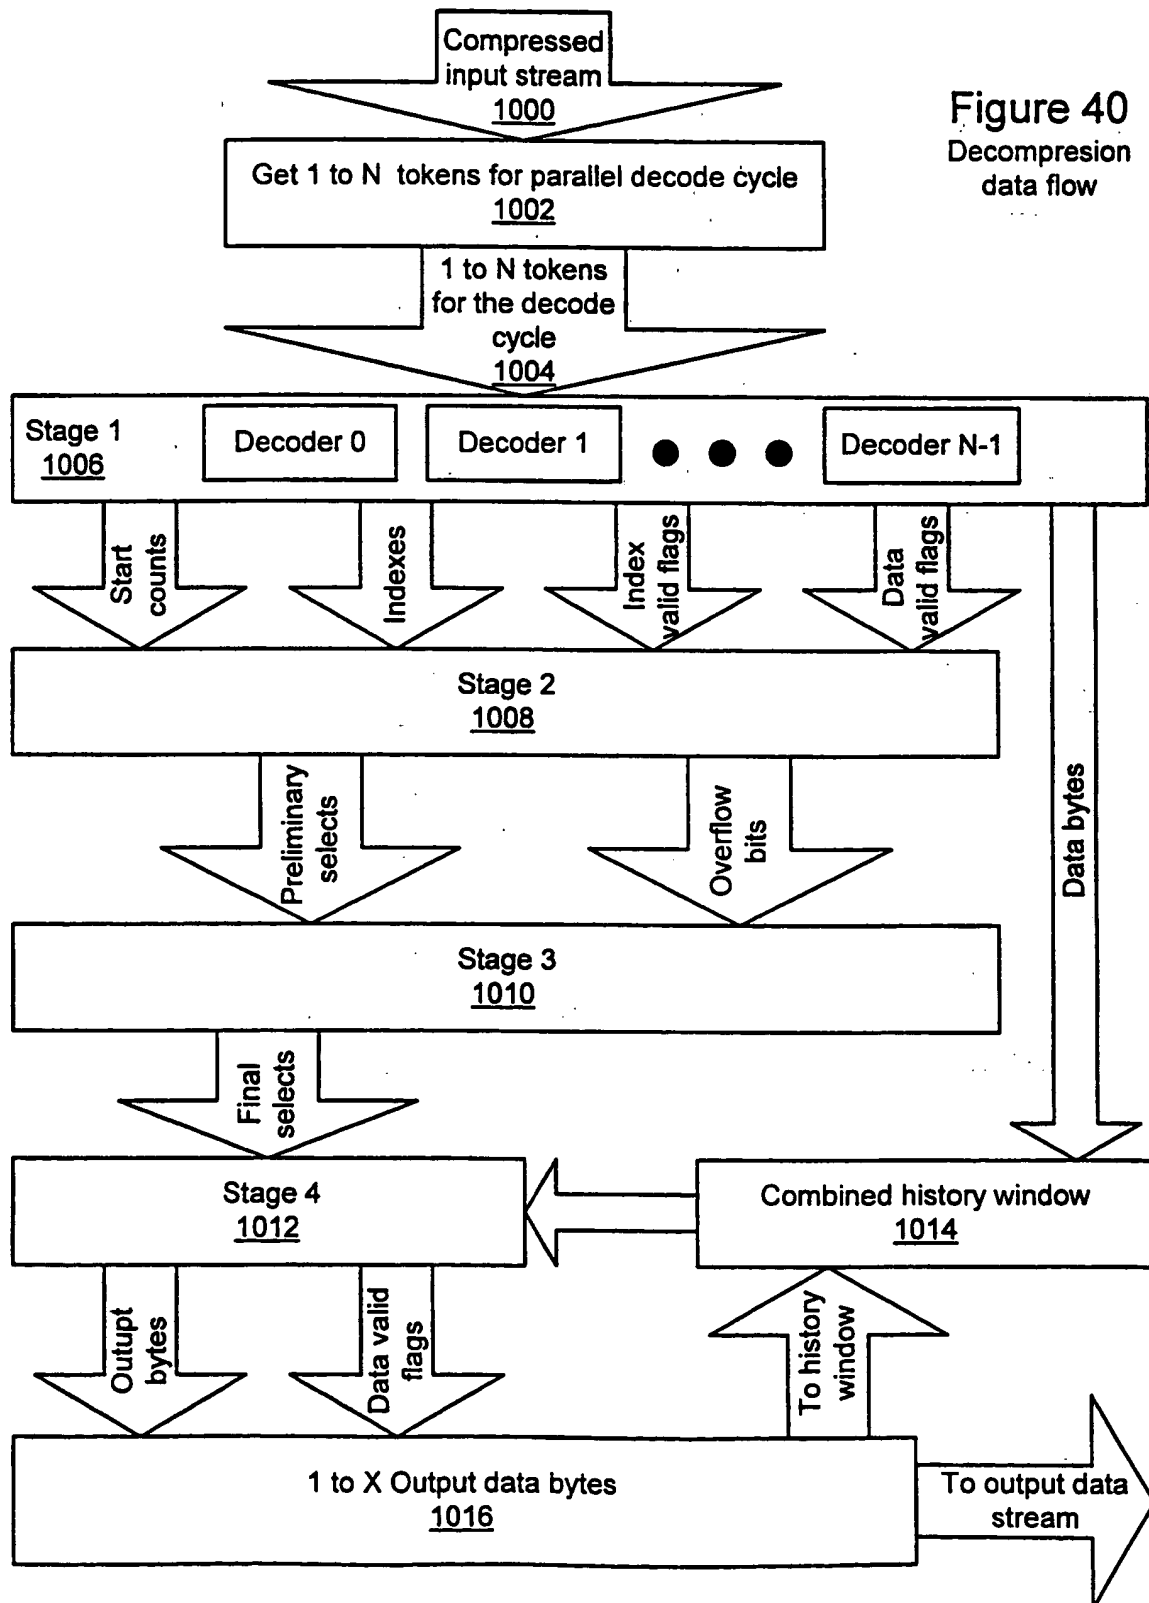 Compressed
input stream
1000
Figure 40
Decompresion
data flow
Get 1 to N tokens for parallel decode cycle
1002
1 to N tokens
for the decode
cycle
1004
Stage 1
1006
Decoder 0
Decoder 1
Decoder N-1
Start
counts
Indexes
Index
valid flags
Data
valid flags
Stage 2
1008
Preliminary
selects
Overflow
bits
Data bytes
Stage 3
1010
Final
selects
Stage 4
1012
Combined history window
1014
Outupt
bytes
Data valid
flags
To history
window
1 to X Output data bytes
1016
To output data
stream